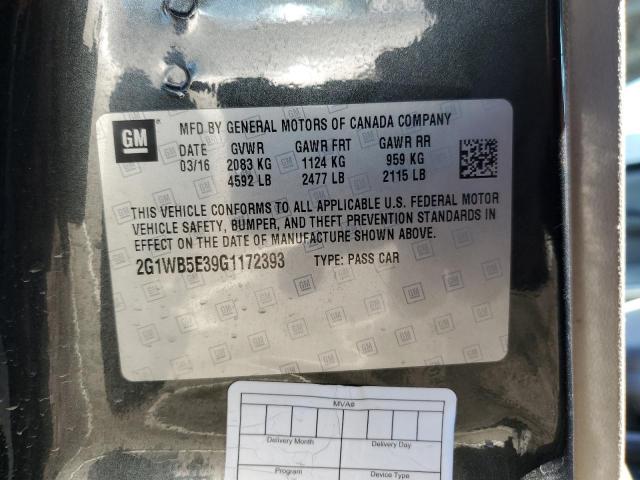 GM
MFD BY GENERAL MOTORS OF CANADA COMPANY
DATE GVWR GAWR FRT GAWR RR
03/16 2083 KG 1124 KG 959 KG
4592 LB 2477 LB 2115 LB
THIS VEHICLE CONFORMS TO ALL APPLICABLE U.S. FEDERAL MOTOR
VEHICLE SAFETY, BUMPER, AND THEFT PREVENTION STANDARDS IN
EFFECT ON THE DATE OF MANUFACTURE SHOWN ABOVE.
2G1WB5E39G1172393 TYPE: PASS CAR
MVA#
Delivery Month Delivery Day
Program Device Type